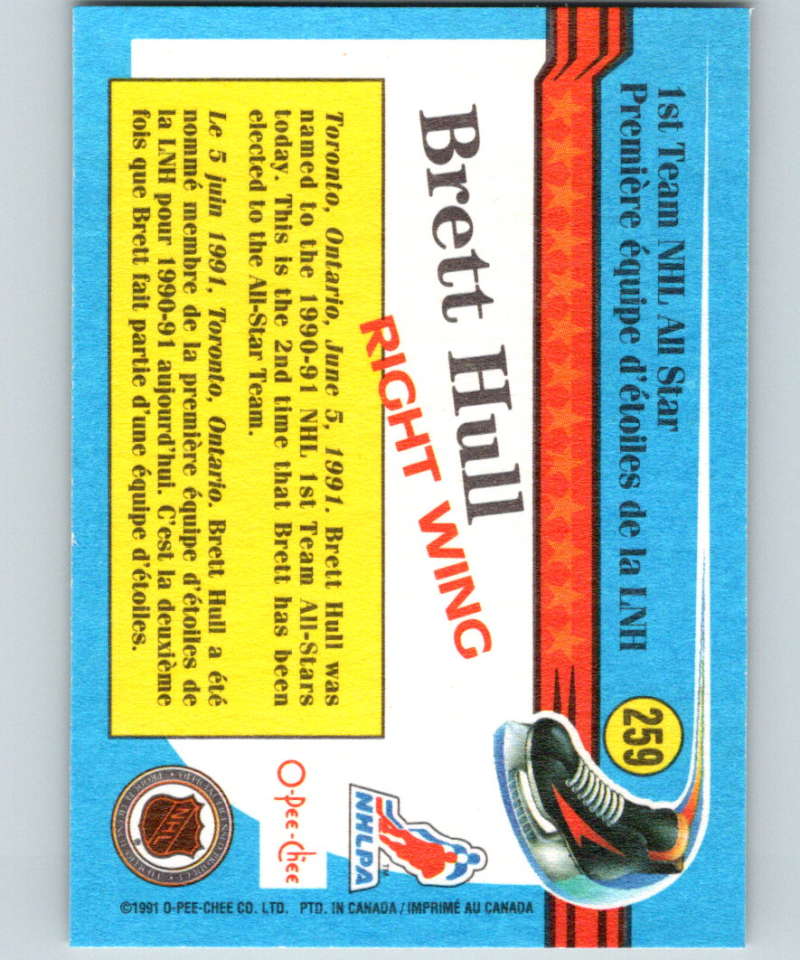 1st Team NHL All Star
Première équipe d'étoiles de la LNH
259
Brett Hull
RIGHT WING
Toronto, Ontario, June 5, 1991. Brett Hull was
named to the 1990-91 NHL 1st Team All-Stars
today. This is the 2nd time that Brett has been
elected to the All-Star Team.
Le 5 juin 1991, Toronto, Ontario. Brett Hull a été
nommé membre de la première équipe d'étoiles de
la LNH pour 1990-91 aujourd'hui. C'est la deuxième
fois que Brett fait partie d'une équipe d'étoiles.
NHL
O-Pee-Chee
NHLPA
TM
©1991 O-PEE-CHEE CO. LTD. PTD. IN CANADA / IMPRIMÉ AU CANADA